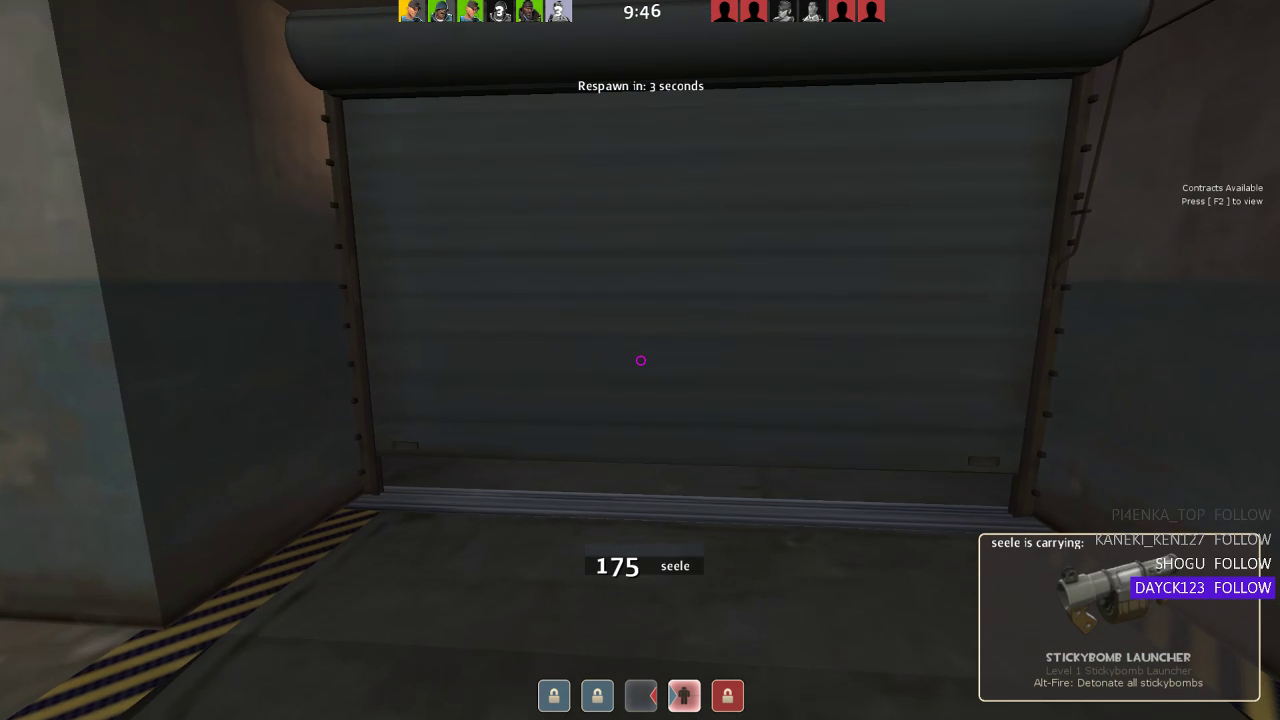 9:46
Respawn in: 3 seconds
Contracts Available
Press [ F2 ] to view
PI4ENKA_TOP FOLLOW
KANEKI_KEN127 FOLLOW
SHOGU FOLLOW
DAYCK123 FOLLOW
175 seele
seele is carrying:
STICKYBOMB LAUNCHER
Level 1 Stickybomb Launcher
Alt-Fire: Detonate all stickybombs